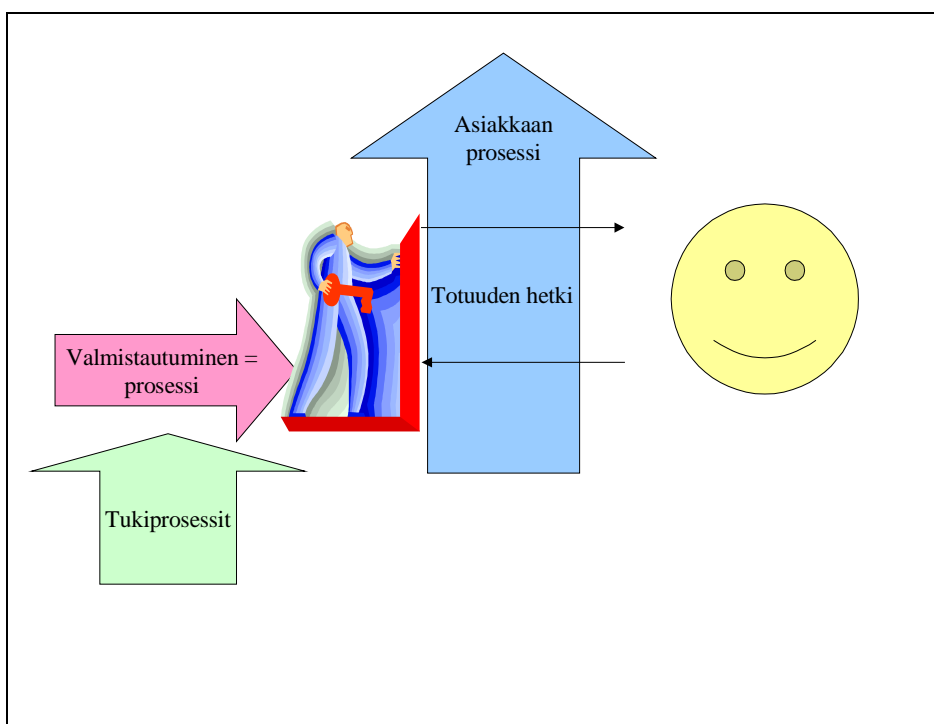 Asiakkaan
prosessi
Totuuden hetki
Valmistautuminen =
prosessi
Tukiprosessit